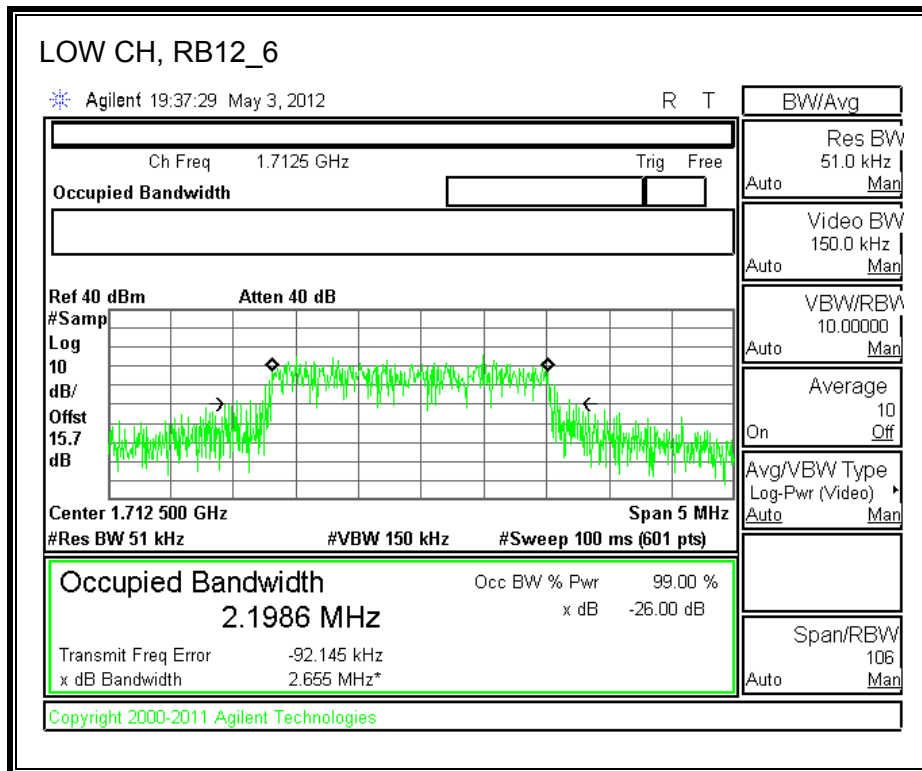 LOW CH, RB12_6
Agilent 19:37:29 May 3, 2012 R T
BW/Avg
Ch Freq 1.7125 GHz Trig Free
Occupied Bandwidth
Res BW
51.0 kHz
Auto Man
Video BW
150.0 kHz
Auto Man
VBW/RBW
10.00000
Auto Man
Average
10
On Off
Avg/VBW Type
Log-Pwr (Video)
Auto Man
Span/RBW
106
Auto Man
Ref 40 dBm Atten 40 dB
#Samp
Log
10
dB/
Offst
15.7
dB
Center 1.712 500 GHz Span 5 MHz
#Res BW 51 kHz #VBW 150 kHz #Sweep 100 ms (601 pts)
Occupied Bandwidth Occ BW % Pwr 99.00 %
2.1986 MHz x dB -26.00 dB
Transmit Freq Error -92.145 kHz
x dB Bandwidth 2.655 MHz*
Copyright 2000-2011 Agilent Technologies